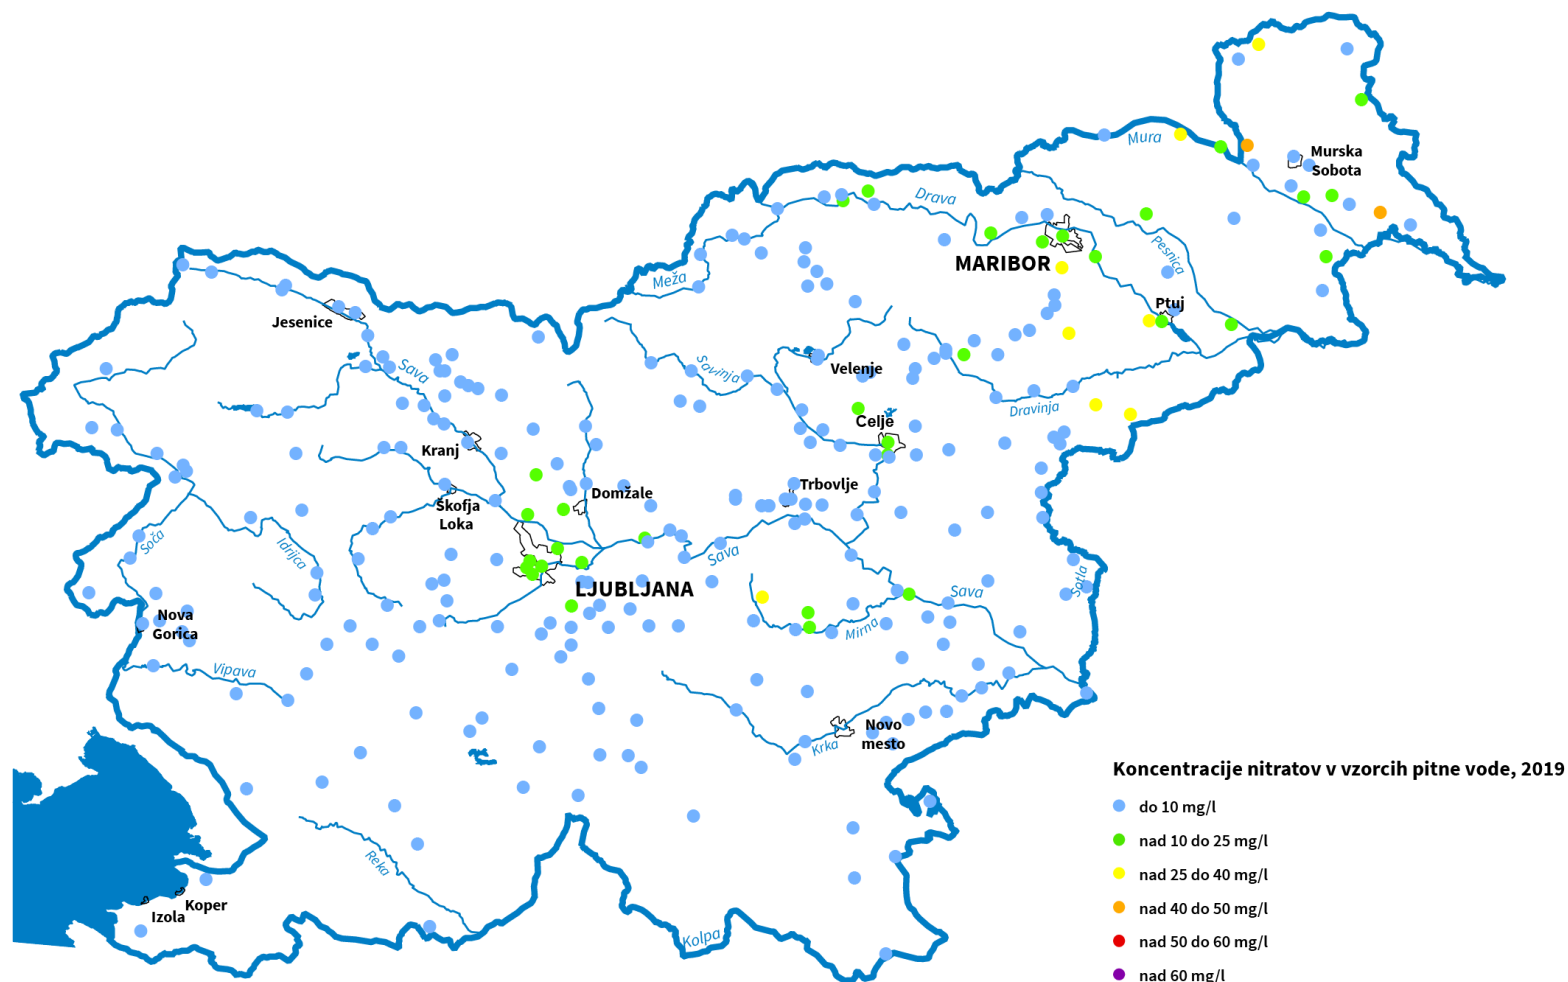 Mura
Murska
Sobota
Drava
Pesnica
MARIBOR
Meža
Ptuj
Jesenice
Sava
Savinja
Velenje
Dravinja
Celje
Kranj
Trbovlje
Domžale
Škofja
Loka
Soča
Idrijca
Sava
LJUBLJANA
Sotla
Sava
Nova
Gorica
Mirna
Vipava
Novo
mesto
Krka
Koncentracije nitratov v vzorcih pitne vode, 2019
do 10 mg/l
nad 10 do 25 mg/l
Reka
nad 25 do 40 mg/l
Koper
Izola
nad 40 do 50 mg/l
Kolpa
nad 50 do 60 mg/l
nad 60 mg/l